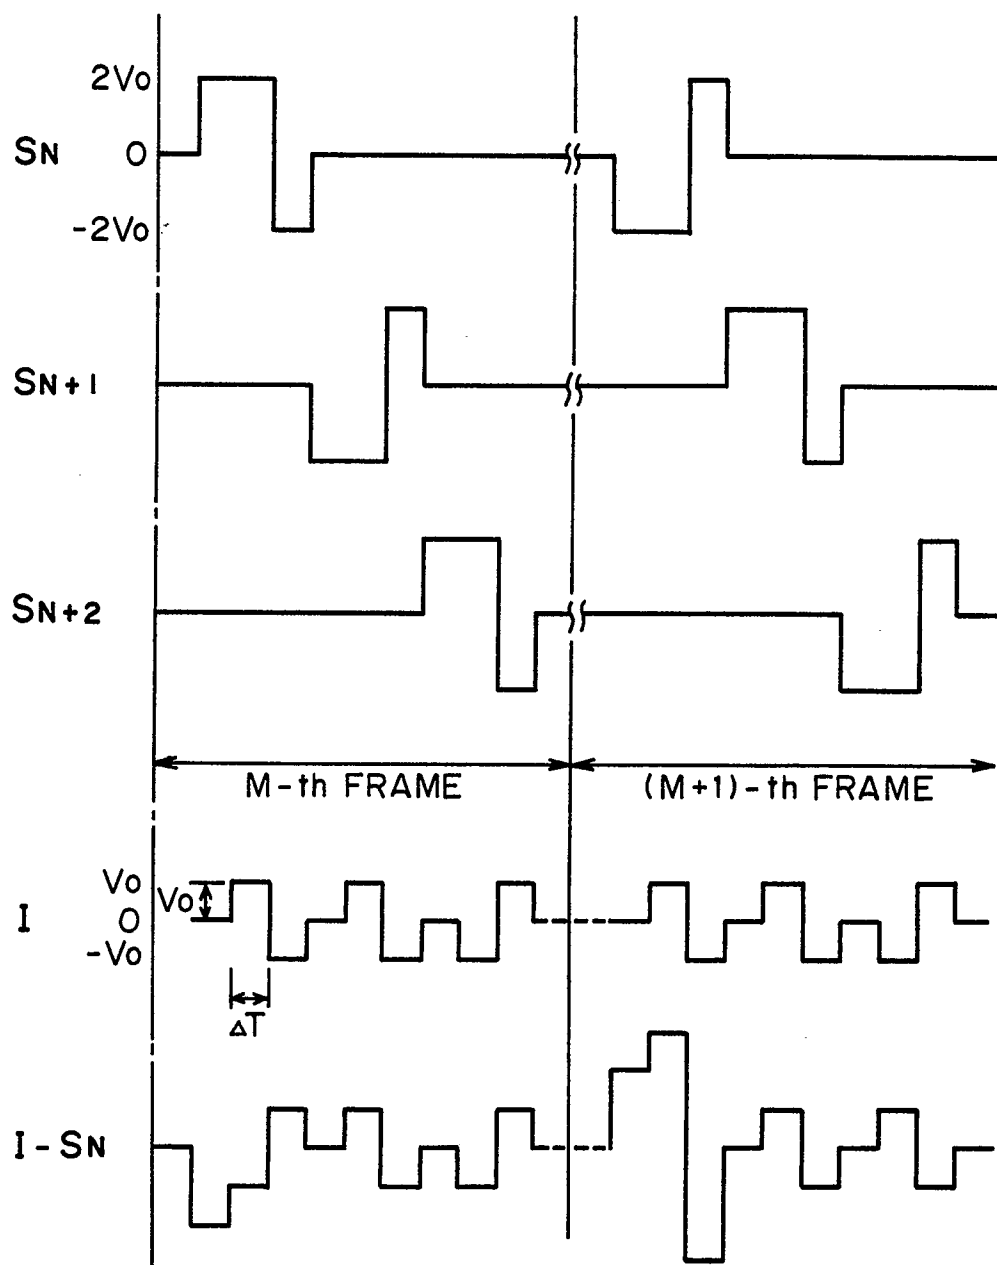 2Vo
SN 0
-2Vo
SN+1
SN+2
M-th FRAME
(M+1)-th FRAME
Vo
Vo
I 0
-Vo
ΔT
I-SN